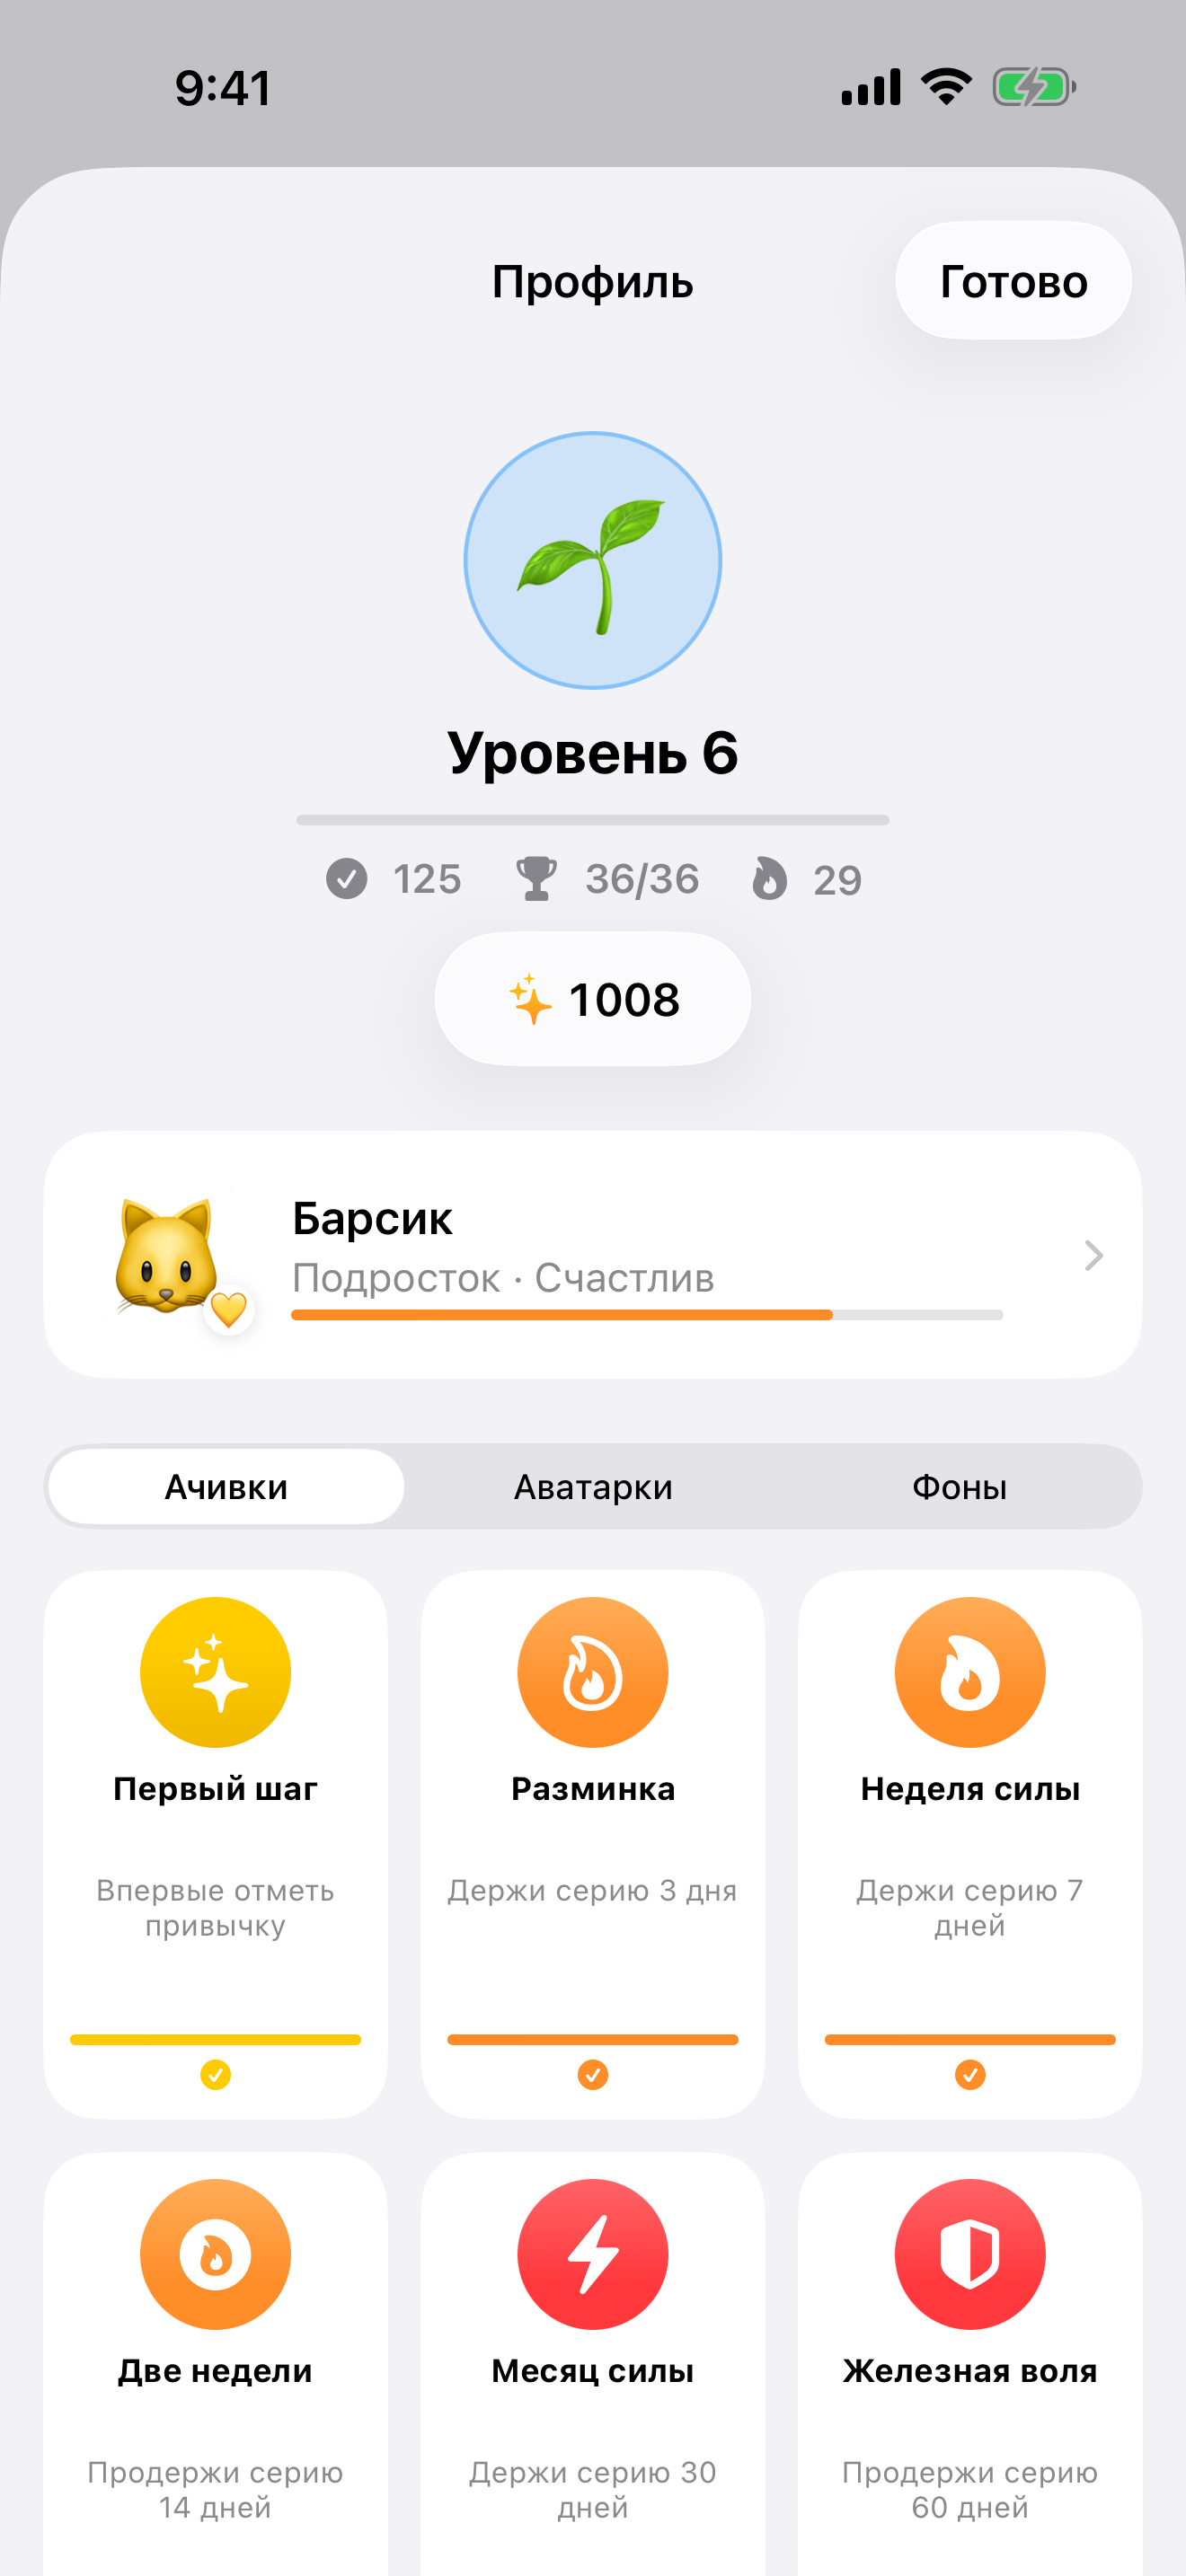 9:41
Профиль
Готово
Уровень 6
125 36/36 29
1008
Барсик
Подросток · Счастлив
Ачивки Аватарки Фоны
Первый шаг
Впервые отметь
привычку
Разминка
Держи серию 3 дня
Неделя силы
Держи серию 7
дней
Две недели
Продержи серию
14 дней
Месяц силы
Держи серию 30
дней
Железная воля
Продержи серию
60 дней